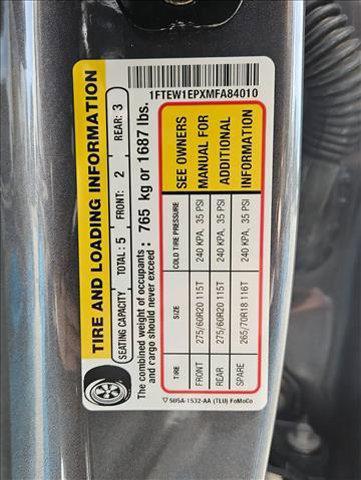 1FTEW1EPXMFA84010
TIRE AND LOADING INFORMATION
SEATING CAPACITY TOTAL: 5 FRONT: 2 REAR: 3
The combined weight of occupants and cargo should never exceed : 765 kg or 1687 lbs.
TIRE SIZE COLD TIRE PRESSURE
FRONT 275/60R20 115T 240 KPA, 35 PSI
REAR 275/60R20 115T 240 KPA, 35 PSI
SPARE 265/70R18 116T 240 KPA, 35 PSI
SEE OWNERS
MANUAL FOR
ADDITIONAL
INFORMATION
5U5A-1532-AA (TLU) FoMoCo